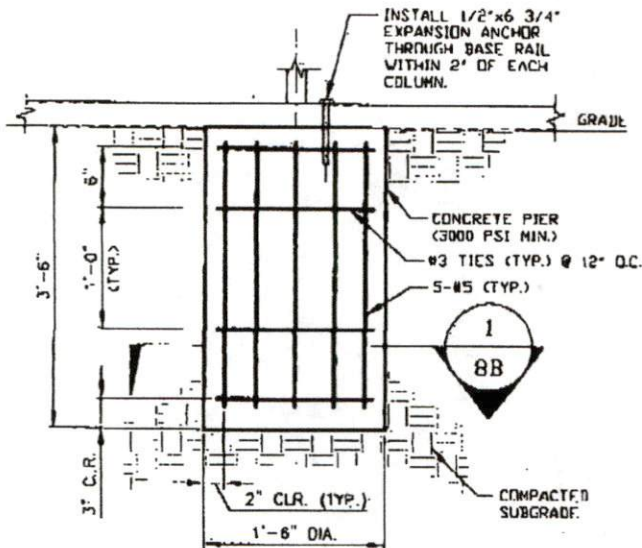 INSTALL 1/2"x6 3/4"
EXPANSION ANCHOR
THROUGH BASE RAIL
WITHIN 2" OF EACH
COLUMN.
GRADE
6"
CONCRETE PIER
(3000 PSI MIN.)
1'-0"
(TYP.)
3'-6"
#3 TIES (TYP.) @ 12" O.C.
5-#5 (TYP.)
1
8B
3" C.R.
2" CLR. (TYP.)
COMPACTED
SUBGRADE.
1'-6" DIA.